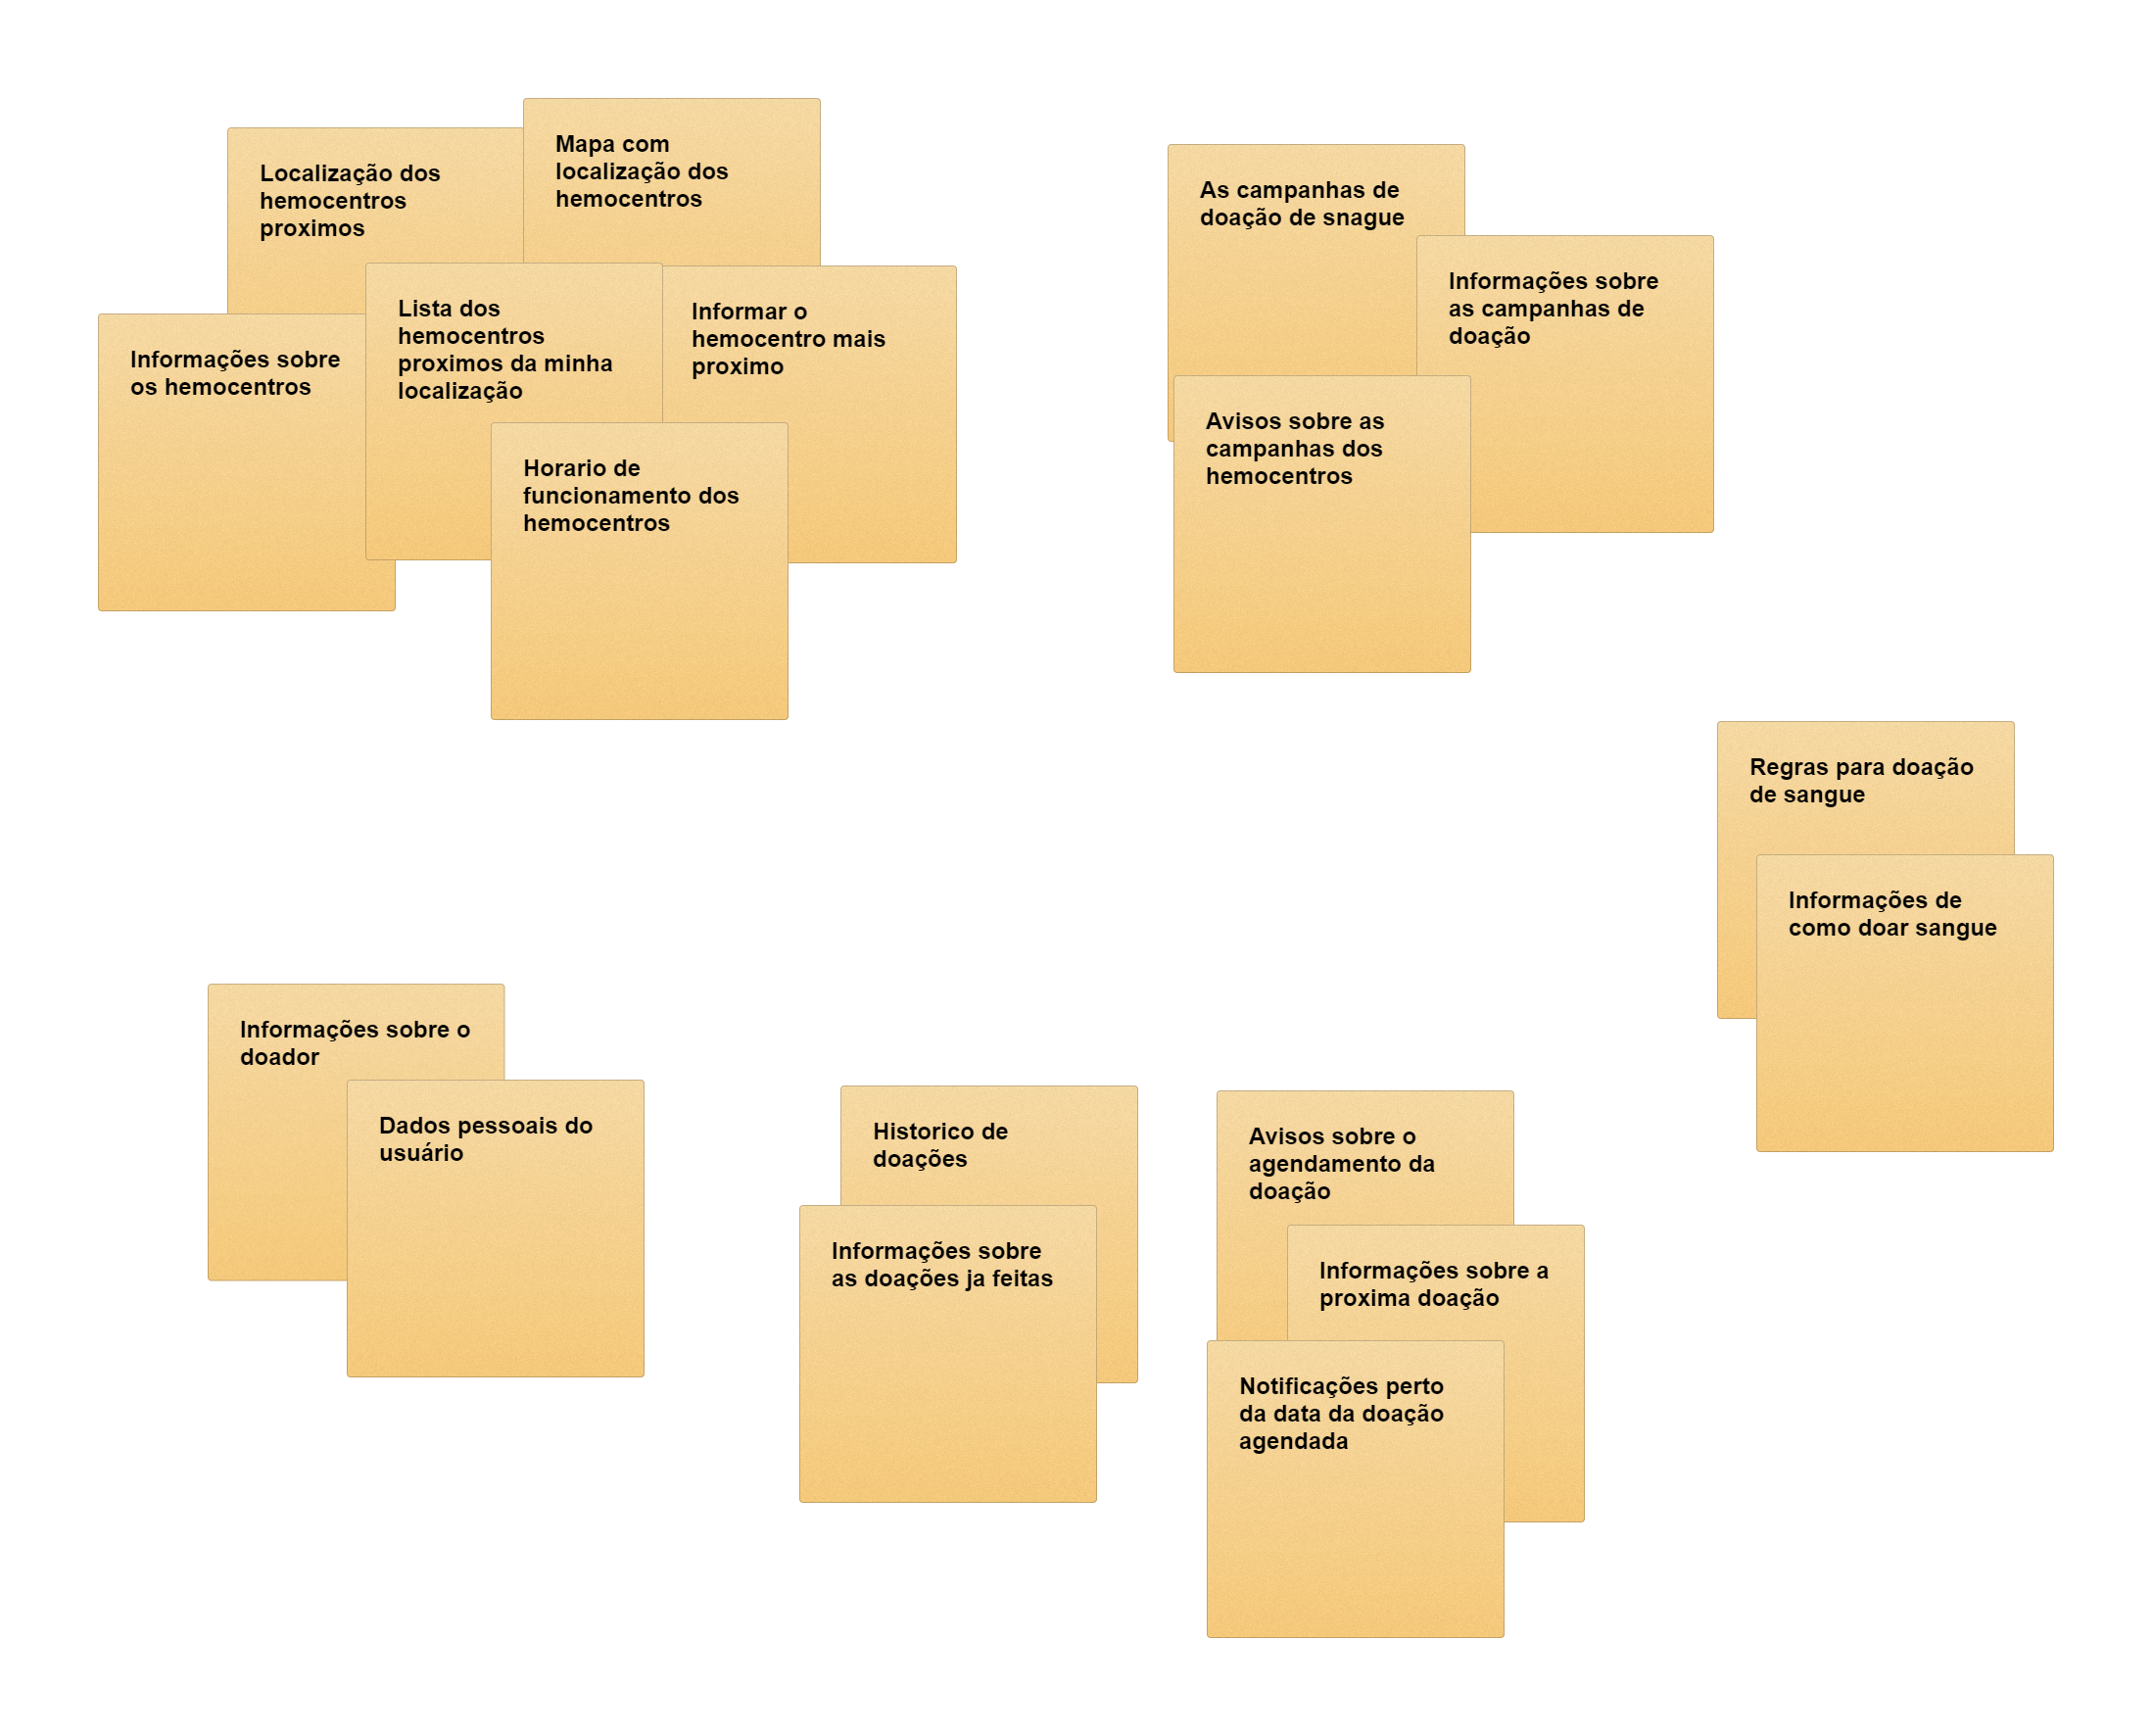 Localização dos
hemocentros
proximos
Mapa com
localização dos
hemocentros
Informações sobre
os hemocentros
Lista dos
hemocentros
proximos da minha
localização
Informar o
hemocentro mais
proximo
Horario de
funcionamento dos
hemocentros
As campanhas de
doação de snague
Informações sobre
as campanhas de
doação
Avisos sobre as
campanhas dos
hemocentros
Regras para doação
de sangue
Informações de
como doar sangue
Informações sobre o
doador
Dados pessoais do
usuário
Historico de
doações
Informações sobre
as doações ja feitas
Avisos sobre o
agendamento da
doação
Informações sobre a
proxima doação
Notificações perto
da data da doação
agendada